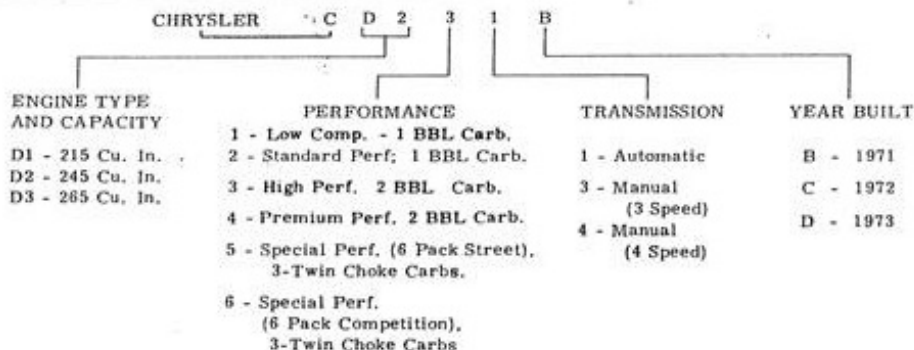 CHRYSLER C D 2 3 1 B
ENGINE TYPE
AND CAPACITY
D1 - 215 Cu. In.
D2 - 245 Cu. In.
D3 - 265 Cu. In.
PERFORMANCE
1 - Low Comp. - 1 BBL Carb.
2 - Standard Perf; 1 BBL Carb.
3 - High Perf. 2 BBL Carb.
4 - Premium Perf. 2 BBL Carb.
5 - Special Perf. (6 Pack Street),
3-Twin Choke Carbs.
6 - Special Perf.
(6 Pack Competition),
3-Twin Choke Carbs
TRANSMISSION
1 - Automatic
3 - Manual
(3 Speed)
4 - Manual
(4 Speed)
YEAR BUILT
B - 1971
C - 1972
D - 1973